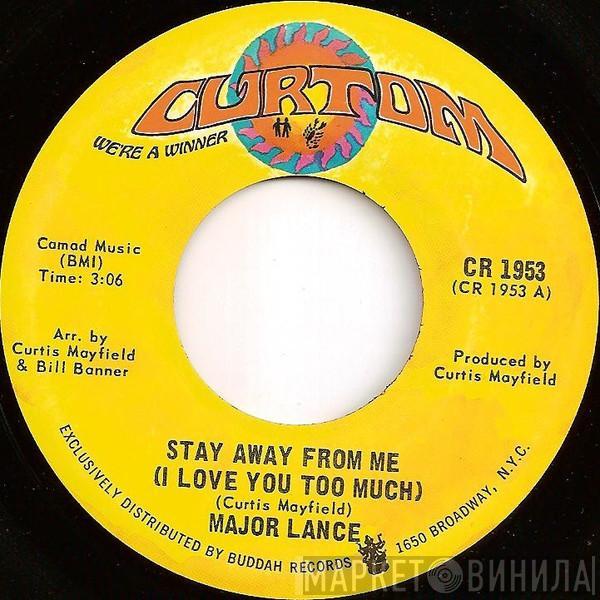 CURTOM
WE'RE A WINNER
Camad Music
(BMI)
Time: 3:06
CR 1953
(CR 1953 A)
Arr. by
Curtis Mayfield
& Bill Banner
Produced by
Curtis Mayfield
STAY AWAY FROM ME
(I LOVE YOU TOO MUCH)
(Curtis Mayfield)
MAJOR LANCE
EXCLUSIVELY DISTRIBUTED BY BUDDAH RECORDS 1650 BROADWAY, N.Y.C.
МАРКЕТ ВИНИЛА